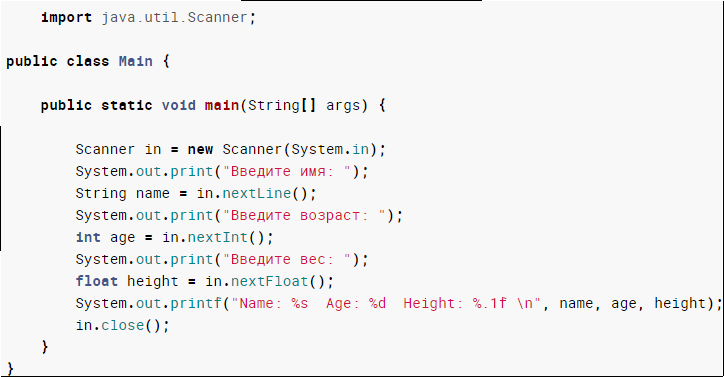 import java.util.Scanner;
public class Main {
public static void main(String[] args) {
Scanner in = new Scanner(System.in);
System.out.print("Введите имя: ");
String name = in.nextLine();
System.out.print("Введите возраст: ");
int age = in.nextInt();
System.out.print("Введите вес: ");
float height = in.nextFloat();
System.out.printf("Name: %s  Age: %d  Height: %.1f \n", name, age, height);
in.close();
}
}